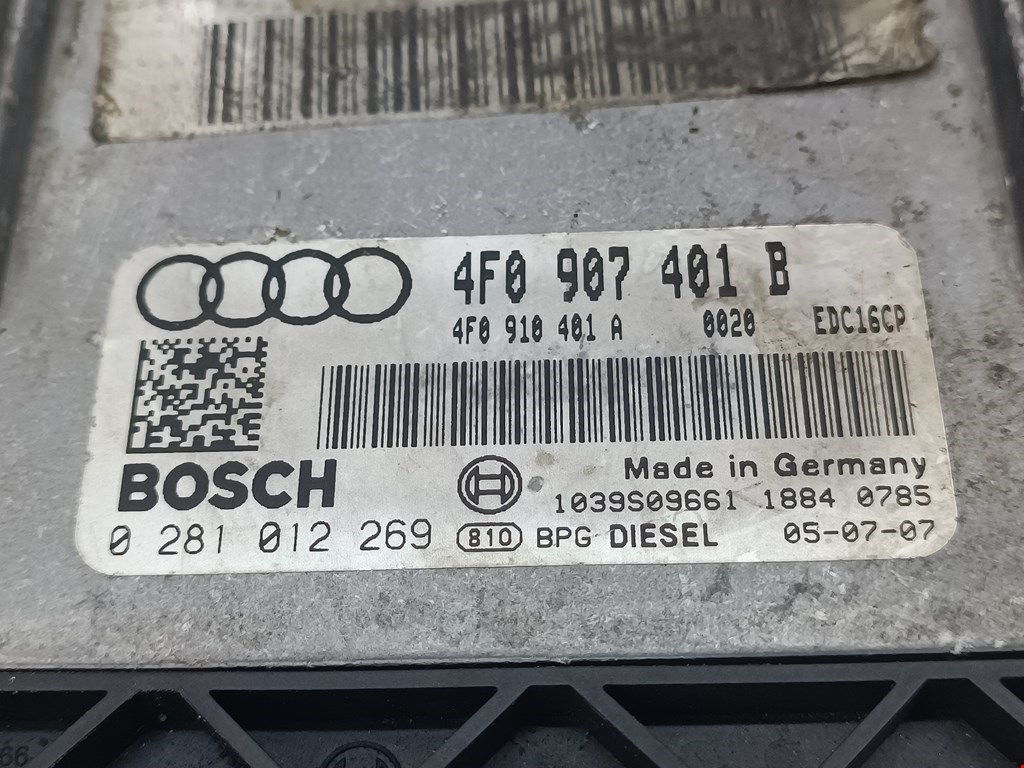 4F0 907 401 B
4F0 910 401 A 0020 EDC16CP
BOSCH Made in Germany
1039S09661 1884 0785
0 281 012 269 810 BPG DIESEL 05-07-07
66